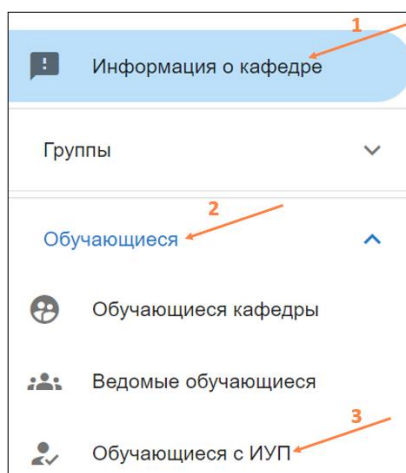 1
Информация о кафедре
Группы
2
Обучающиеся
Обучающиеся кафедры
Ведомые обучающиеся
3
Обучающиеся с ИУП